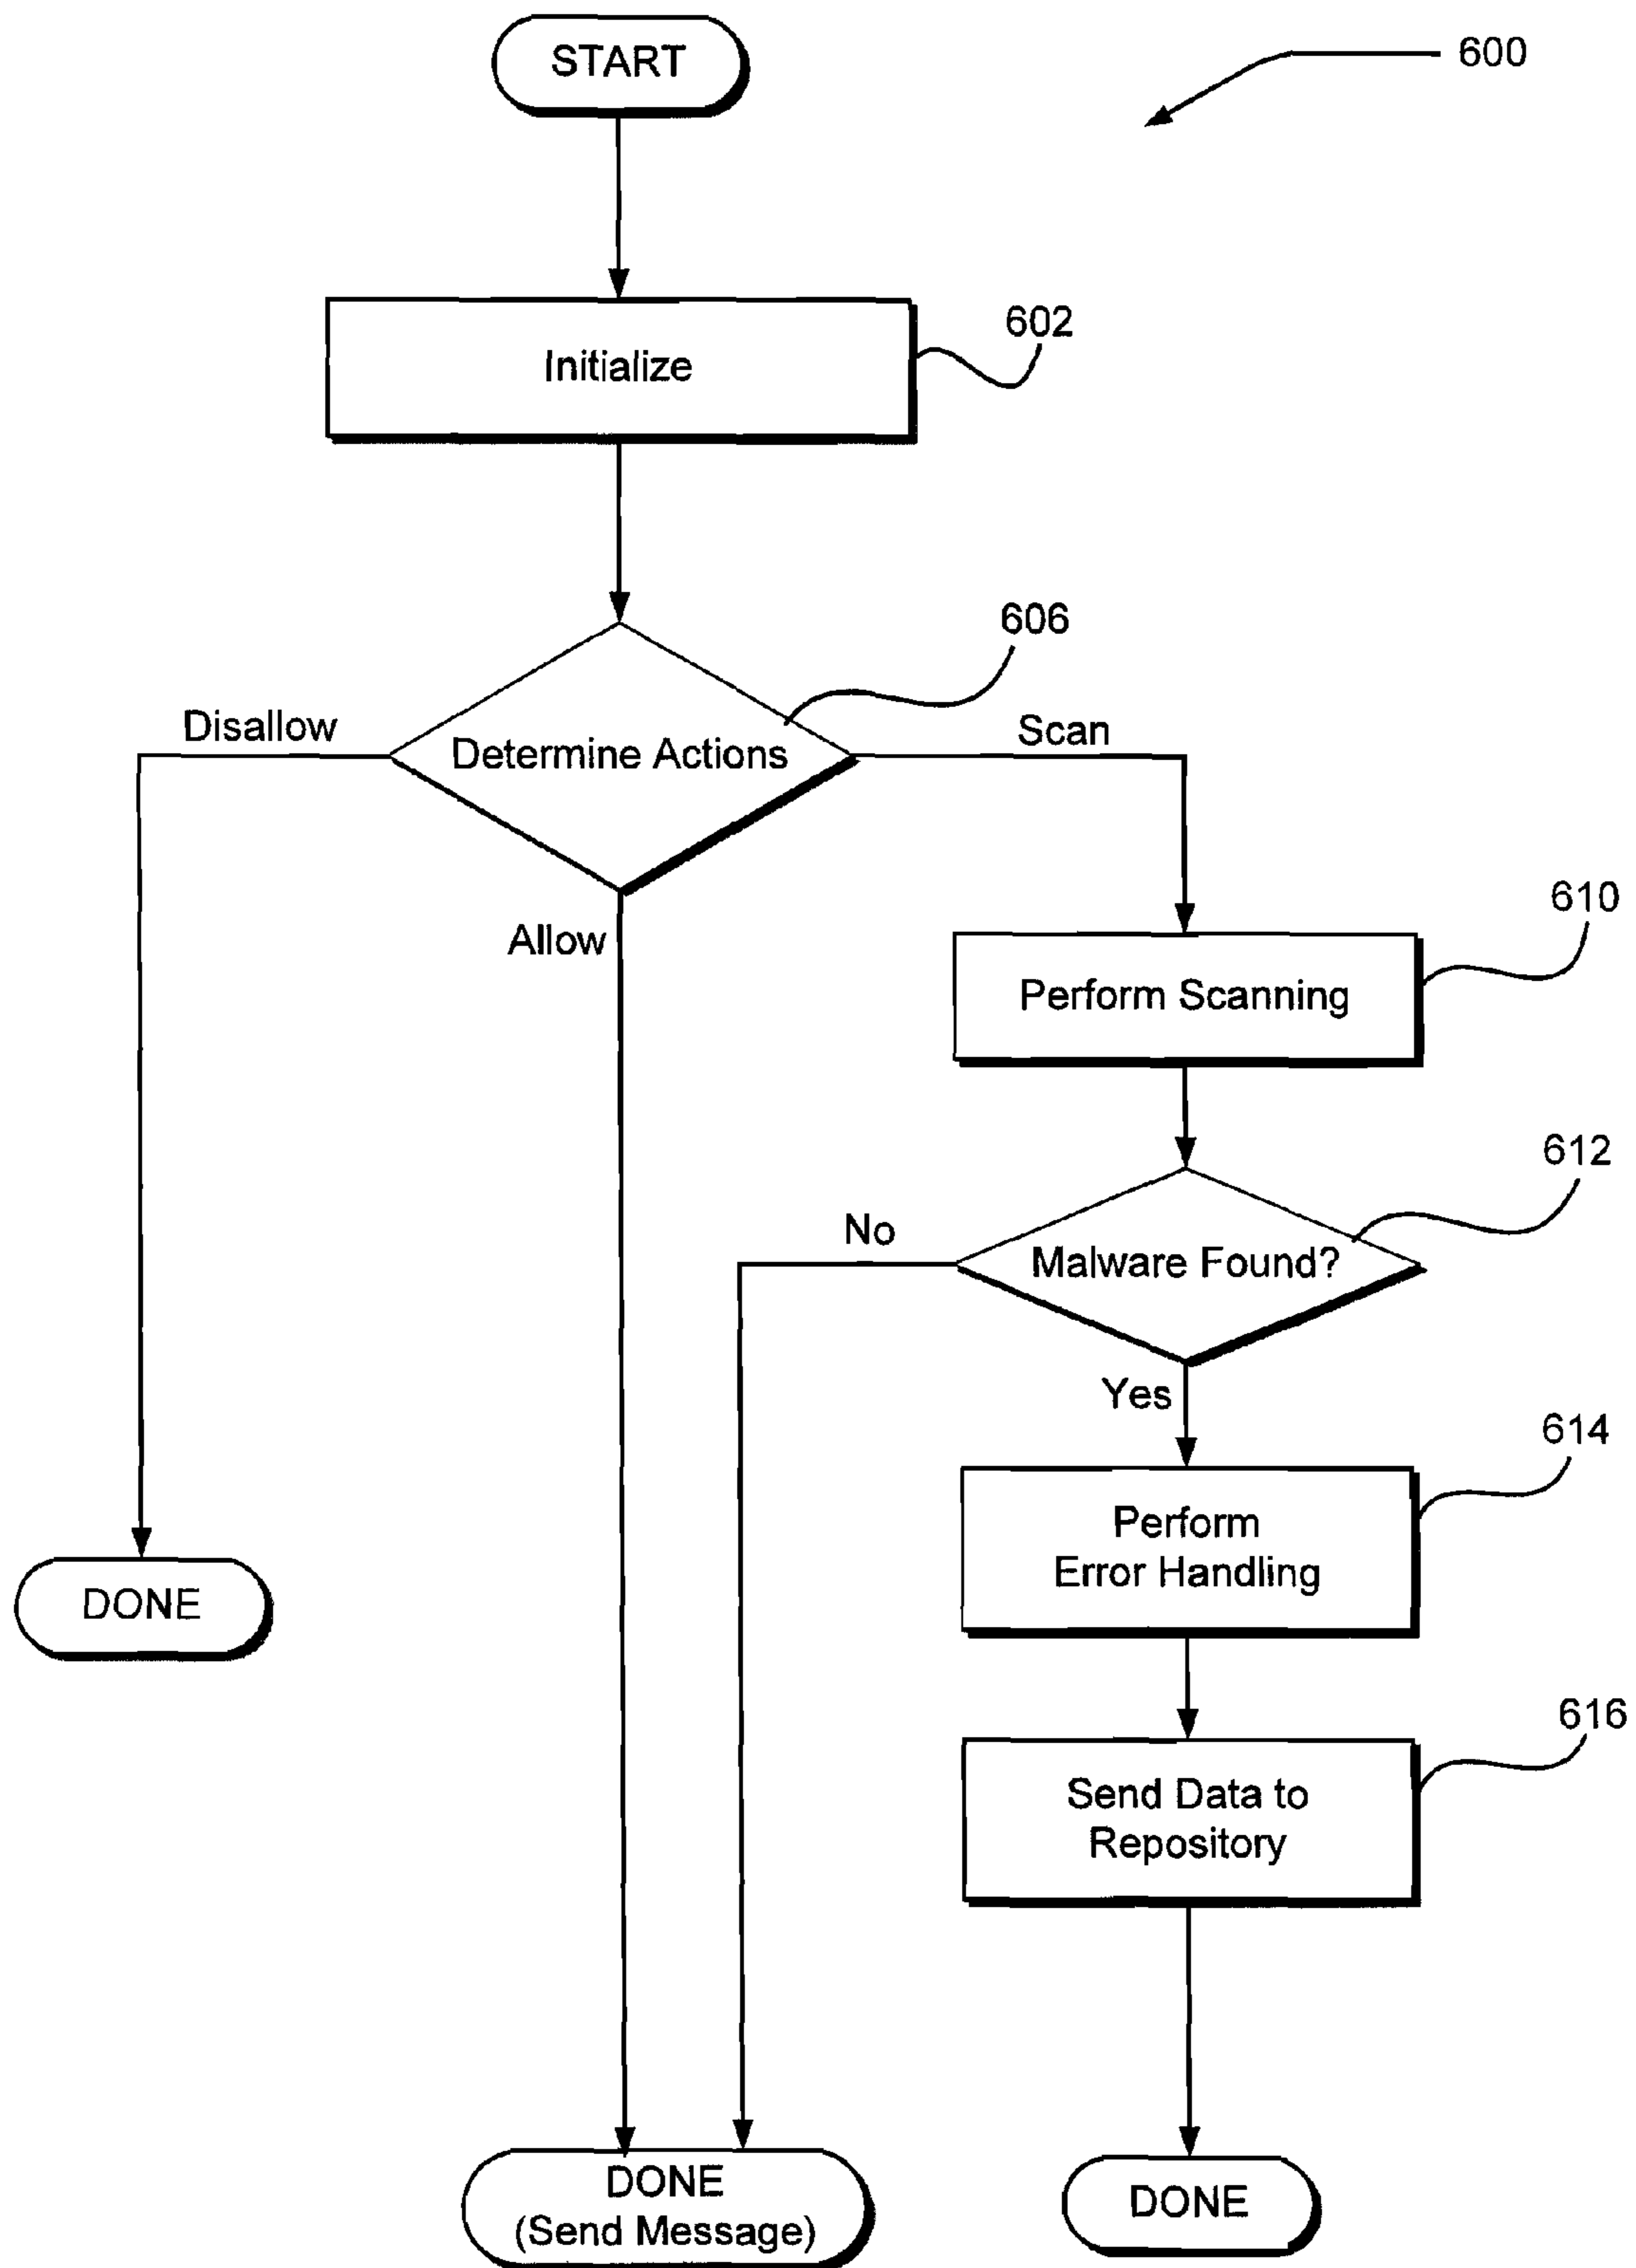 START
600
602
Initialize
606
Disallow
Scan
Determine Actions
610
Allow
Perform Scanning
612
No
Malware Found?
Yes
614
Perform
Error Handling
DONE
616
Send Data to
Repository
DONE
(Send Message)
DONE